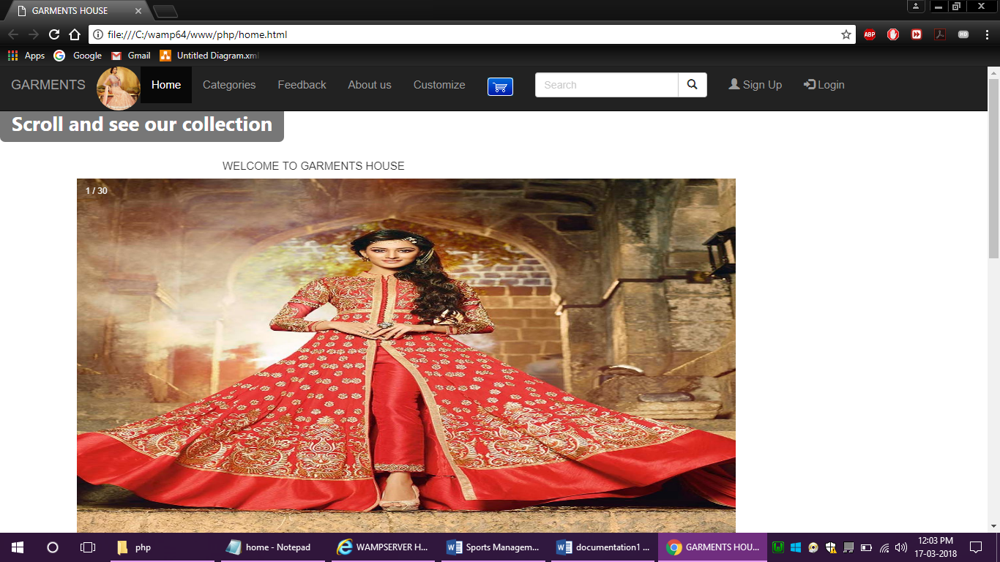 GARMENTS HOUSE
file:///C:/wamp64/www/php/home.html
ABP
HD
Apps Google Gmail Untitled Diagram.xml
GARMENTS Home Categories Feedback About us Customize Search Sign Up Login
Scroll and see our collection
WELCOME TO GARMENTS HOUSE
1 / 30
php home - Notepad WAMPSERVER H... Sports Managem... documentation1 ... GARMENTS HOU...
12:03 PM
17-03-2018